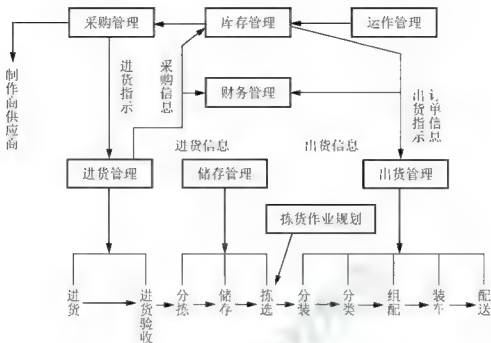 采购管理
库存管理
运作管理
制作商供应商
进货指示
采购信息
财务管理
出货指示
订单信息
进货信息
出货信息
进货管理
储存管理
出货管理
拣货作业规划
进货
进货验收
分拣
储存
拣选
分装
分类
组配
装车
配送